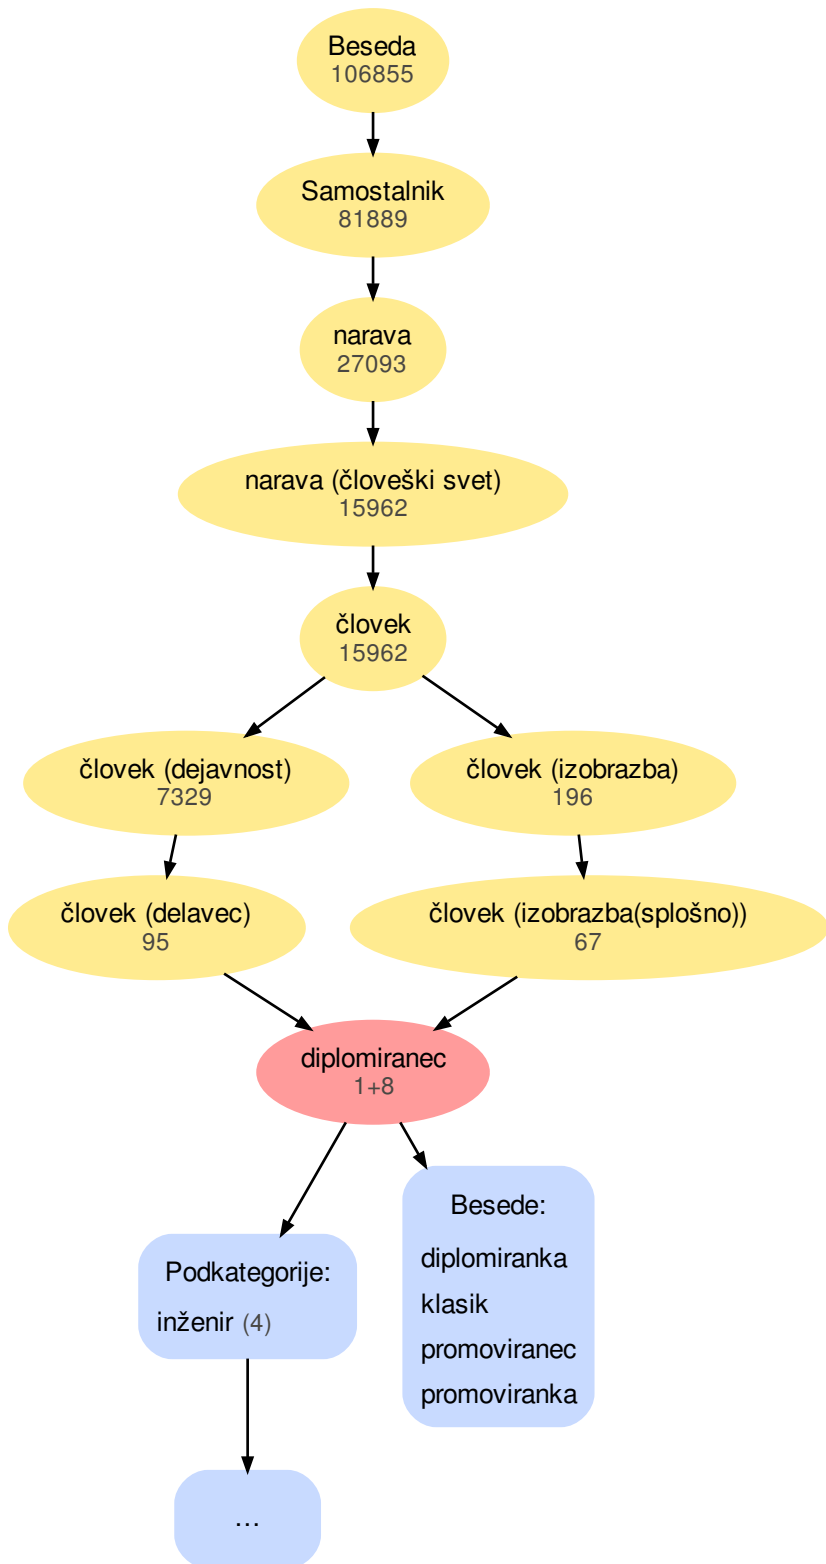 Beseda
106855
Samostalnik
81889
narava
27093
narava (človeški svet)
15962
človek
15962
človek (dejavnost)
7329
človek (izobrazba)
196
človek (delavec)
95
človek (izobrazba(splošno))
67
diplomiranec
1+8
Podkategorije:
inženir (4)
...
Besede:
diplomiranka
klasik
promoviranec
promoviranka